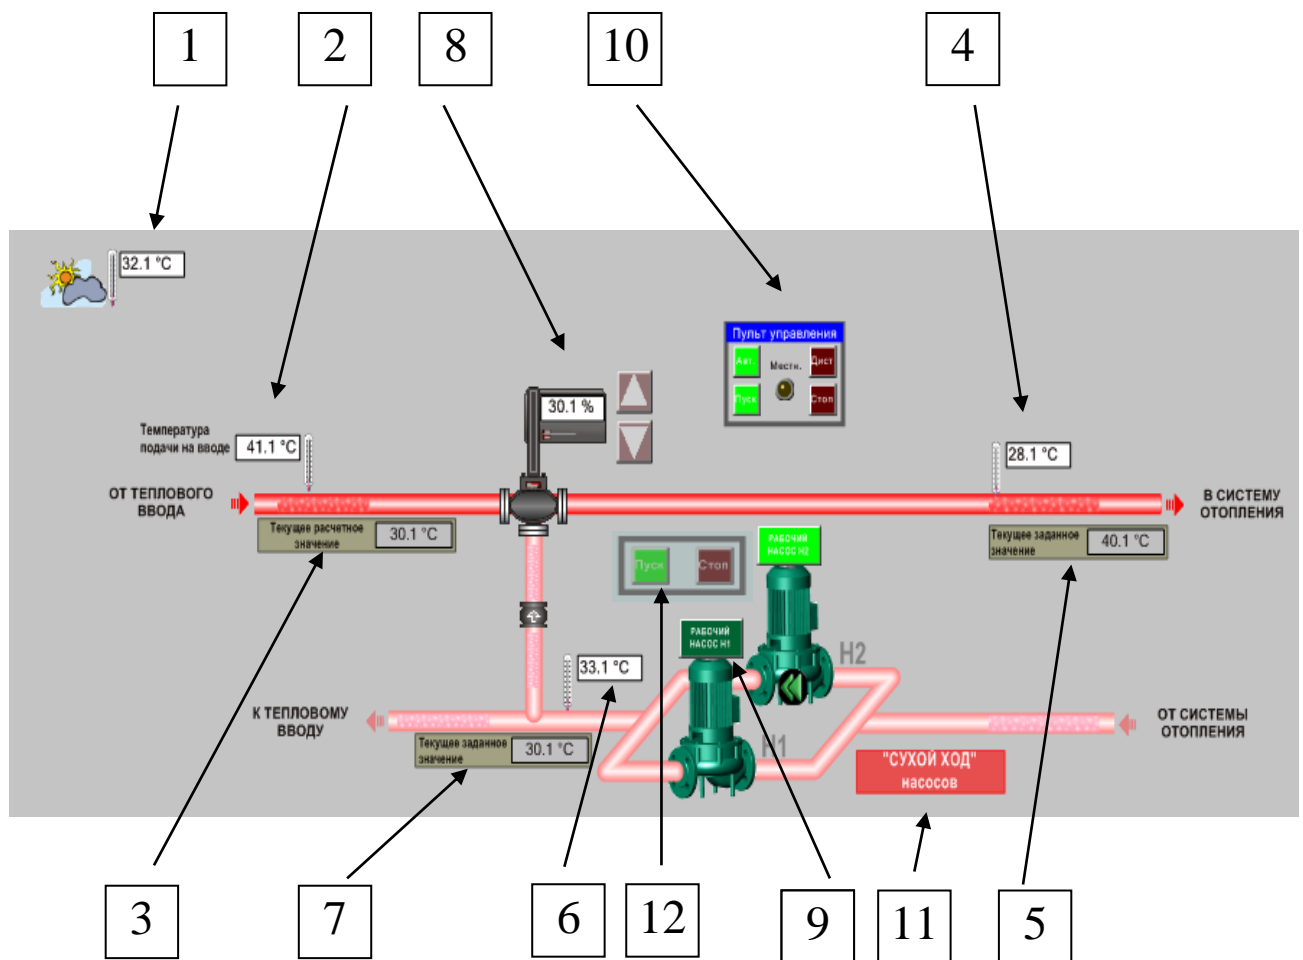 1
2
8
10
4
32.1 °C
Пульт управления
Авт.
Дист
Местн.
Пуск
Стоп
30.1 %
Температура
подачи на вводе
41.1 °C
28.1 °C
ОТ ТЕПЛОВОГО
ВВОДА
В СИСТЕМУ
ОТОПЛЕНИЯ
Текущее расчетное
значение
30.1 °C
Текущее заданное
значение
40.1 °C
РАБОЧИЙ
НАСОС Н2
Пуск
Стоп
РАБОЧИЙ
НАСОС Н1
Н2
33.1 °C
К ТЕПЛОВОМУ
ВВОДУ
ОТ СИСТЕМЫ
ОТОПЛЕНИЯ
Текущее заданное
значение
30.1 °C
Н1
"СУХОЙ ХОД"
насосов
3
7
6
12
9
11
5